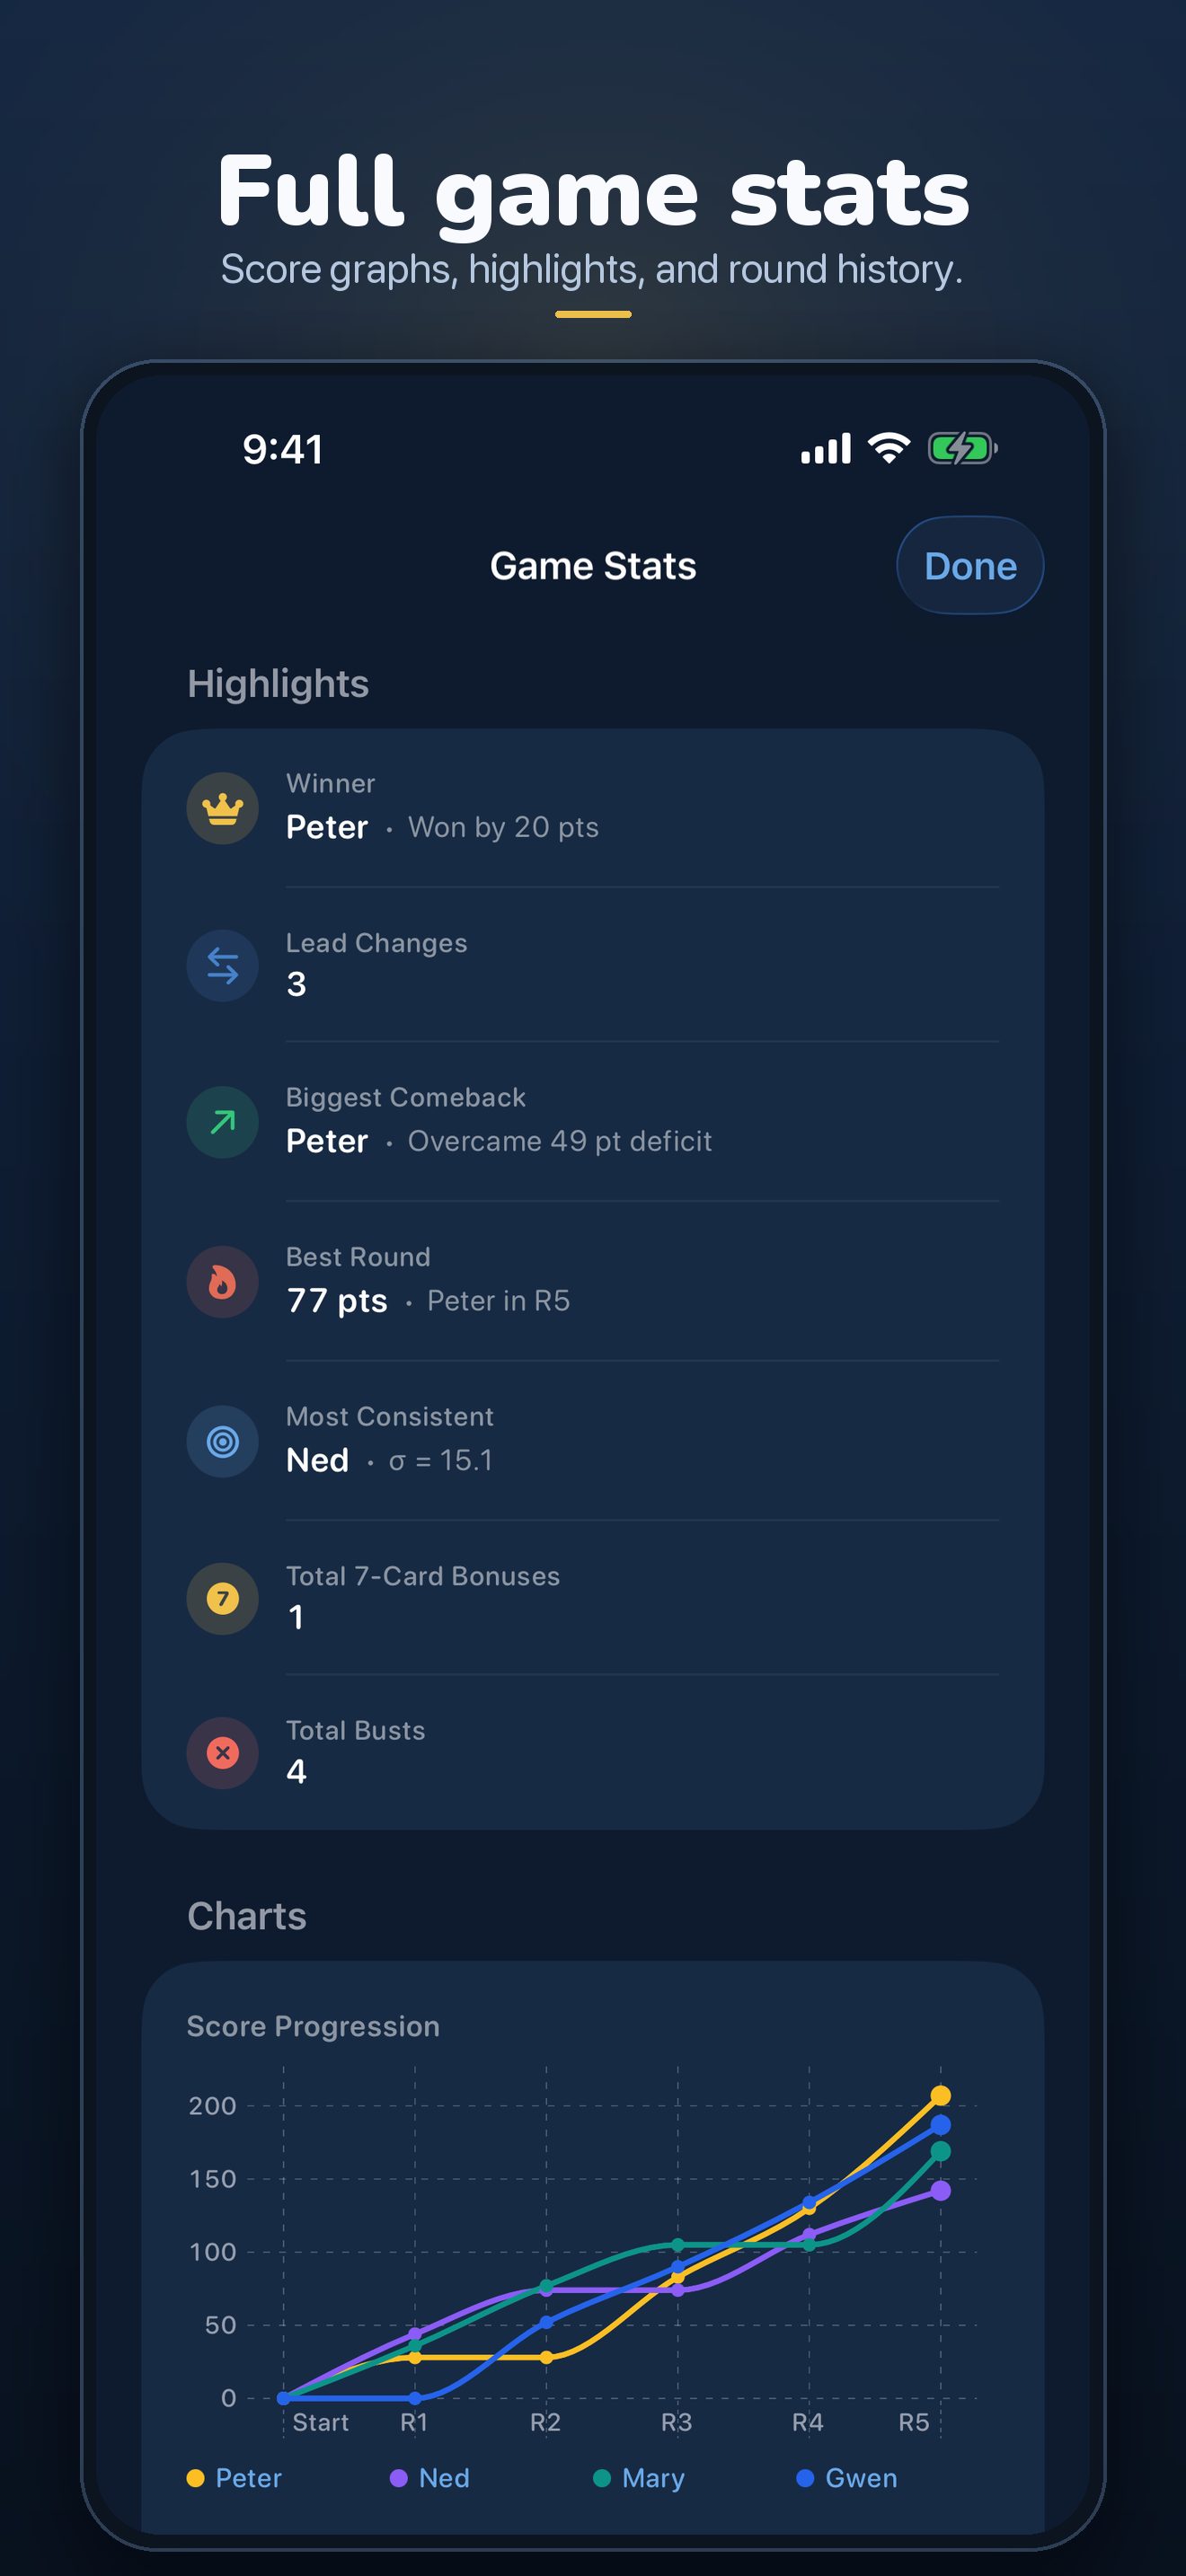 Full game stats
Score graphs, highlights, and round history.
9:41
Game Stats
Done
Highlights
Winner
Peter · Won by 20 pts
Lead Changes
3
Biggest Comeback
Peter · Overcame 49 pt deficit
Best Round
77 pts · Peter in R5
Most Consistent
Ned · σ = 15.1
7
Total 7-Card Bonuses
1
Total Busts
4
Charts
Score Progression
200
150
100
50
0
Start R1 R2 R3 R4 R5
Peter Ned Mary Gwen